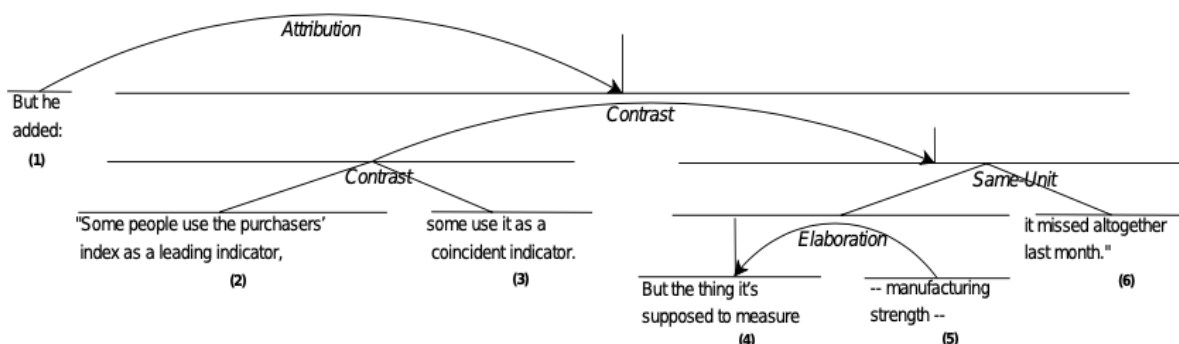 Attribution
But he
added:
(1)
Contrast
Contrast
"Some people use the purchasers'
index as a leading indicator,
(2)
some use it as a
coincident indicator.
(3)
Same-Unit
Elaboration
But the thing it's
supposed to measure
(4)
-- manufacturing
strength --
(5)
it missed altogether
last month."
(6)